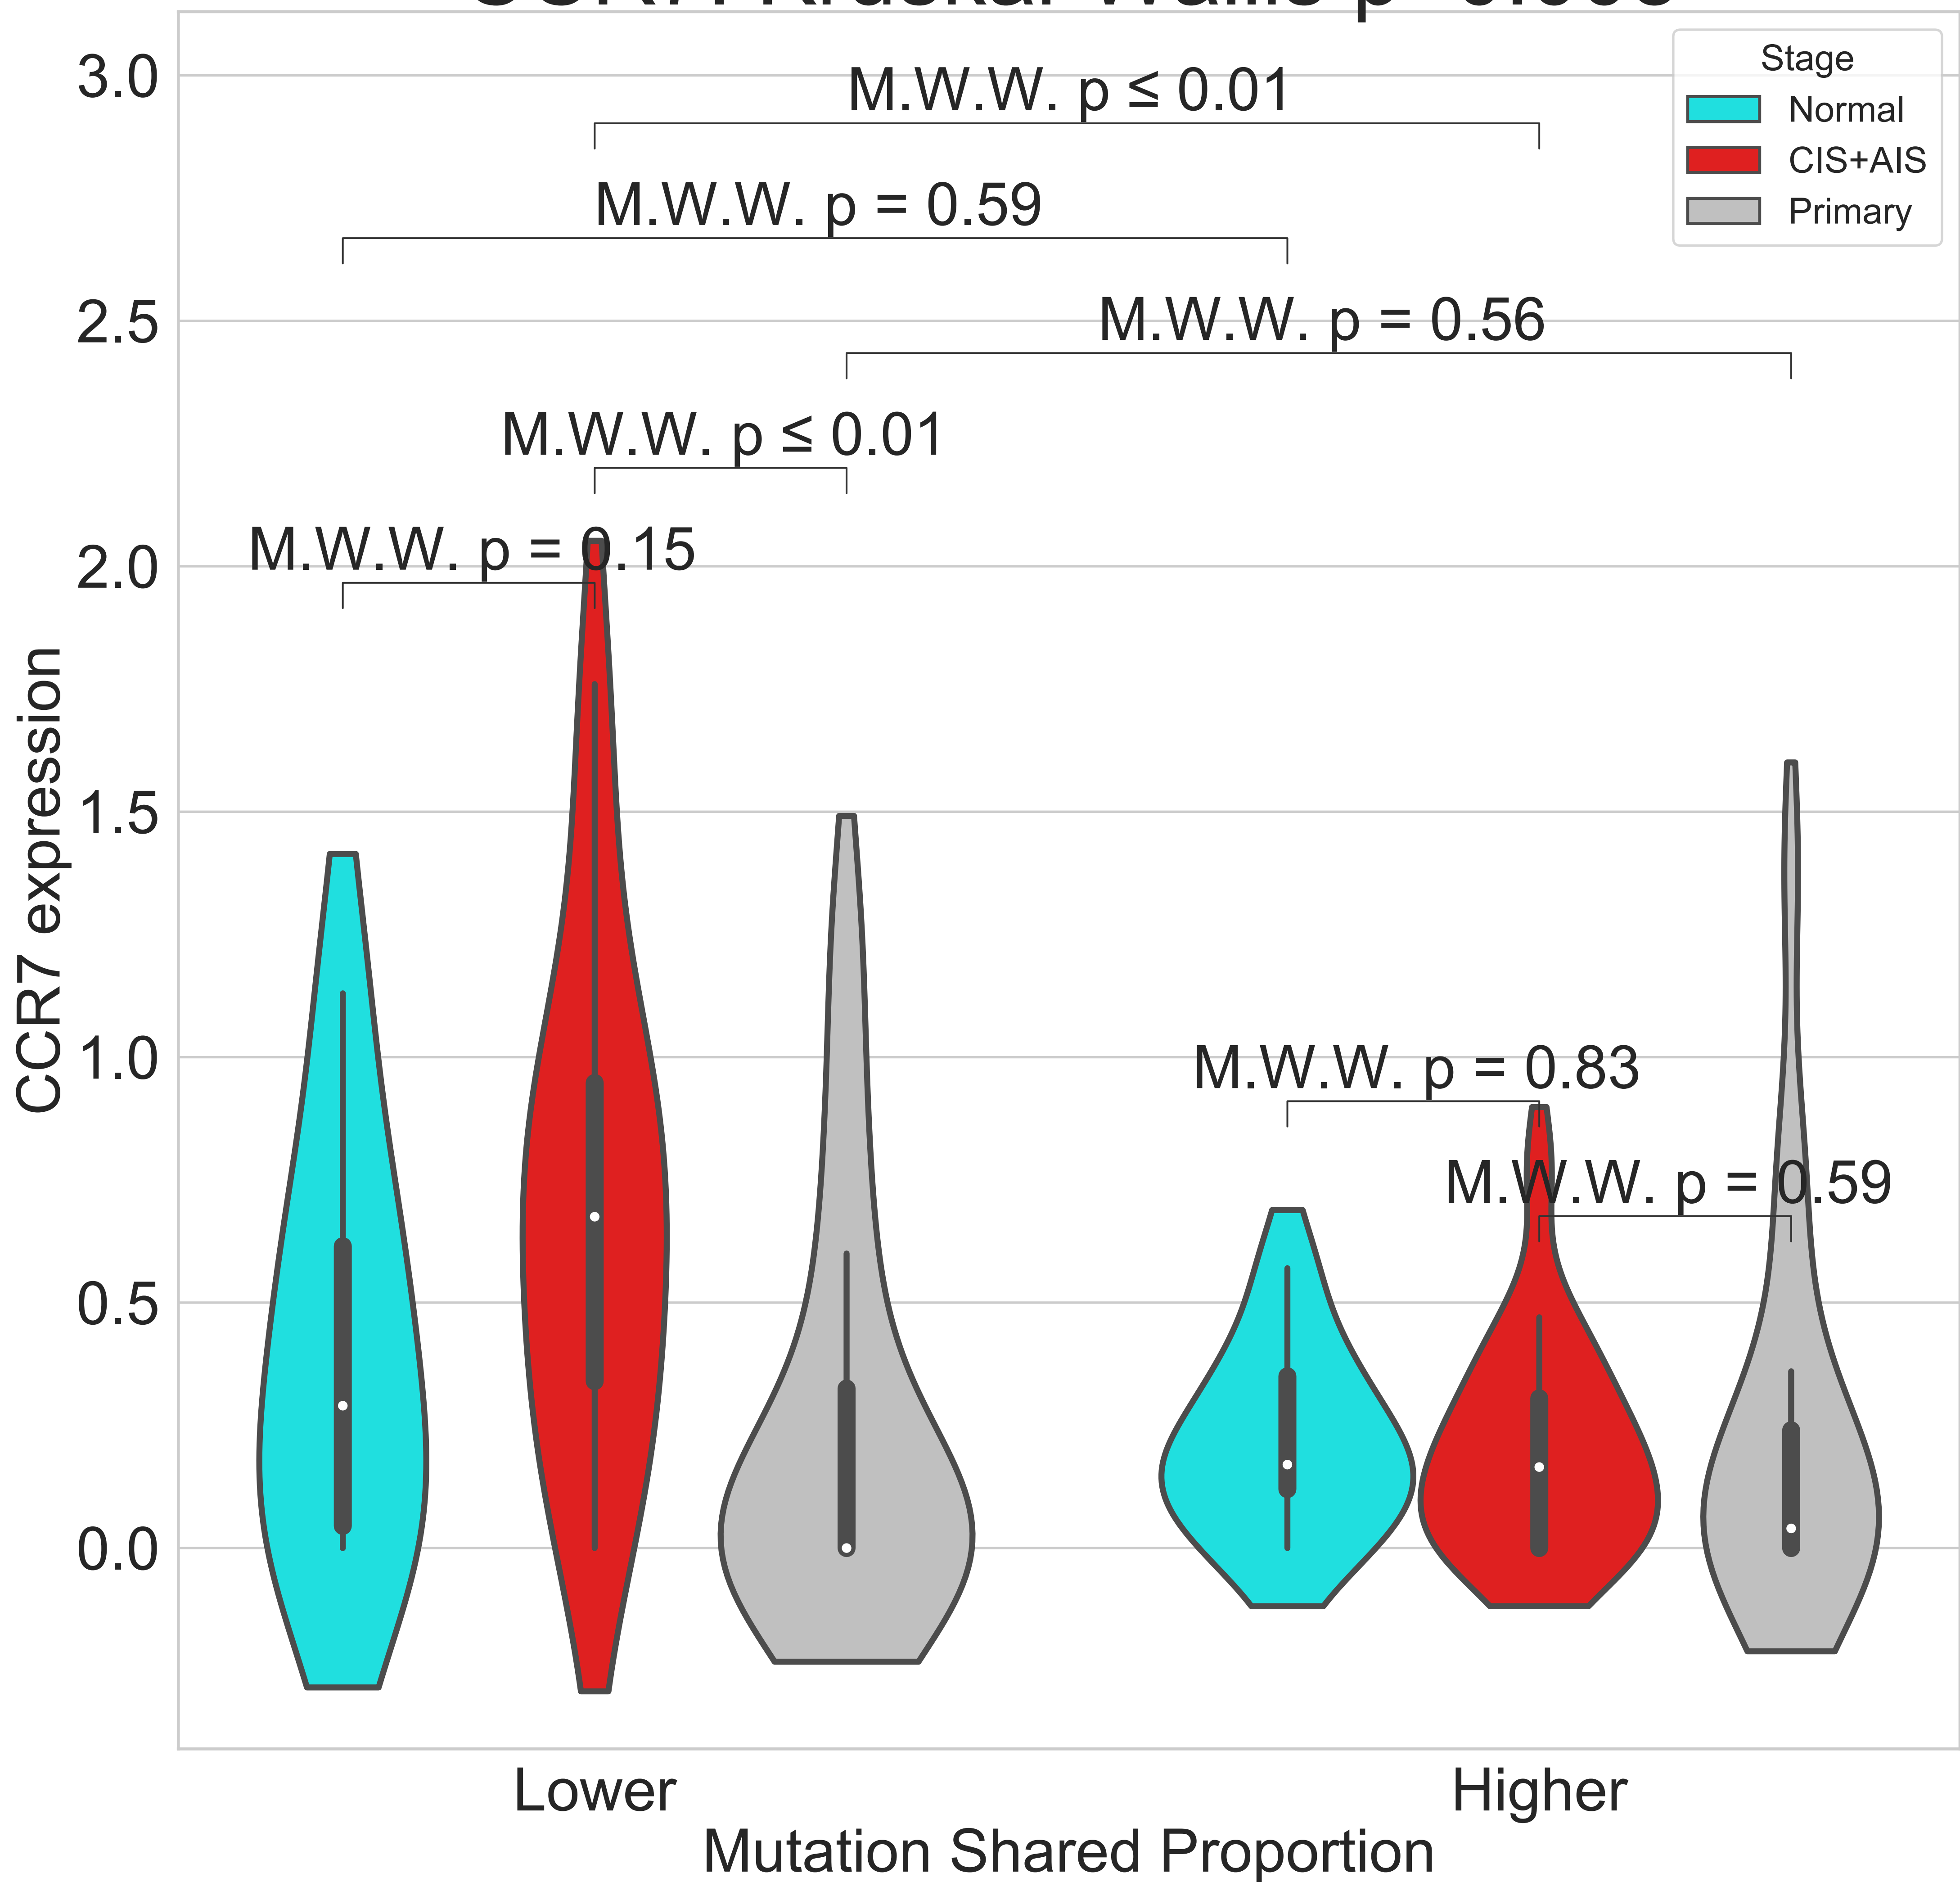 3.0
2.5
2.0
1.5
1.0
0.5
0.0
CCR7 expression
Stage
Normal
CIS+AIS
Primary
M.W.W. p ≤ 0.01
M.W.W. p = 0.59
M.W.W. p = 0.56
M.W.W. p ≤ 0.01
M.W.W. p = 0.15
M.W.W. p = 0.83
M.W.W. p = 0.59
Lower
Higher
Mutation Shared Proportion